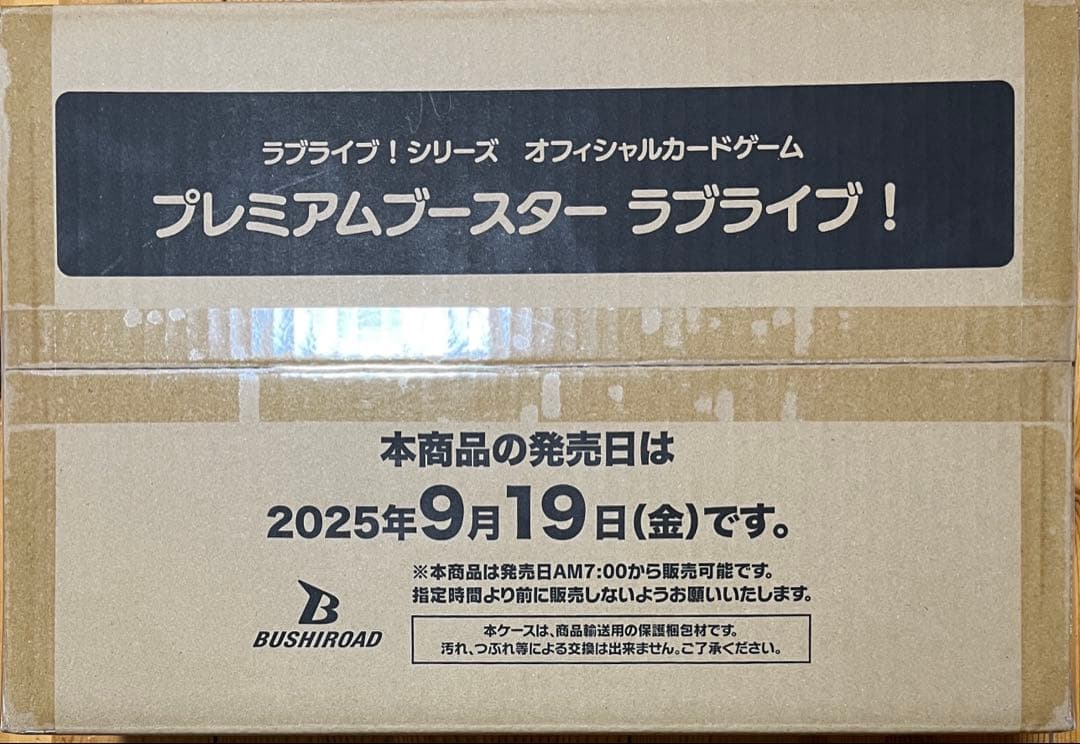 ラブライブ！シリーズ　オフィシャルカードゲーム
プレミアムブースター ラブライブ！
本商品の発売日は
2025年9月19日（金）です。
※本商品は発売日AM7:00から販売可能です。
指定時間より前に販売しないようお願いいたします。
BUSHIROAD
本ケースは、商品輸送用の保護梱包材です。
汚れ、つぶれ等による交換は出来ません。ご了承ください。